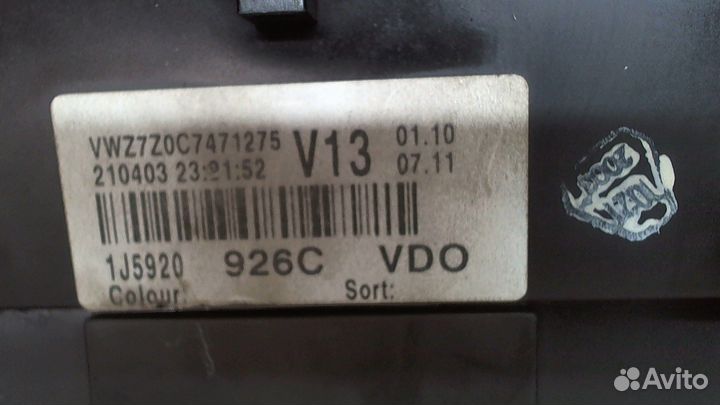 VWZ7Z0C7471275
210403 23:21:52
V13
01.10
07.11
1J5920 926C VDO
Colour: Sort:
Avito